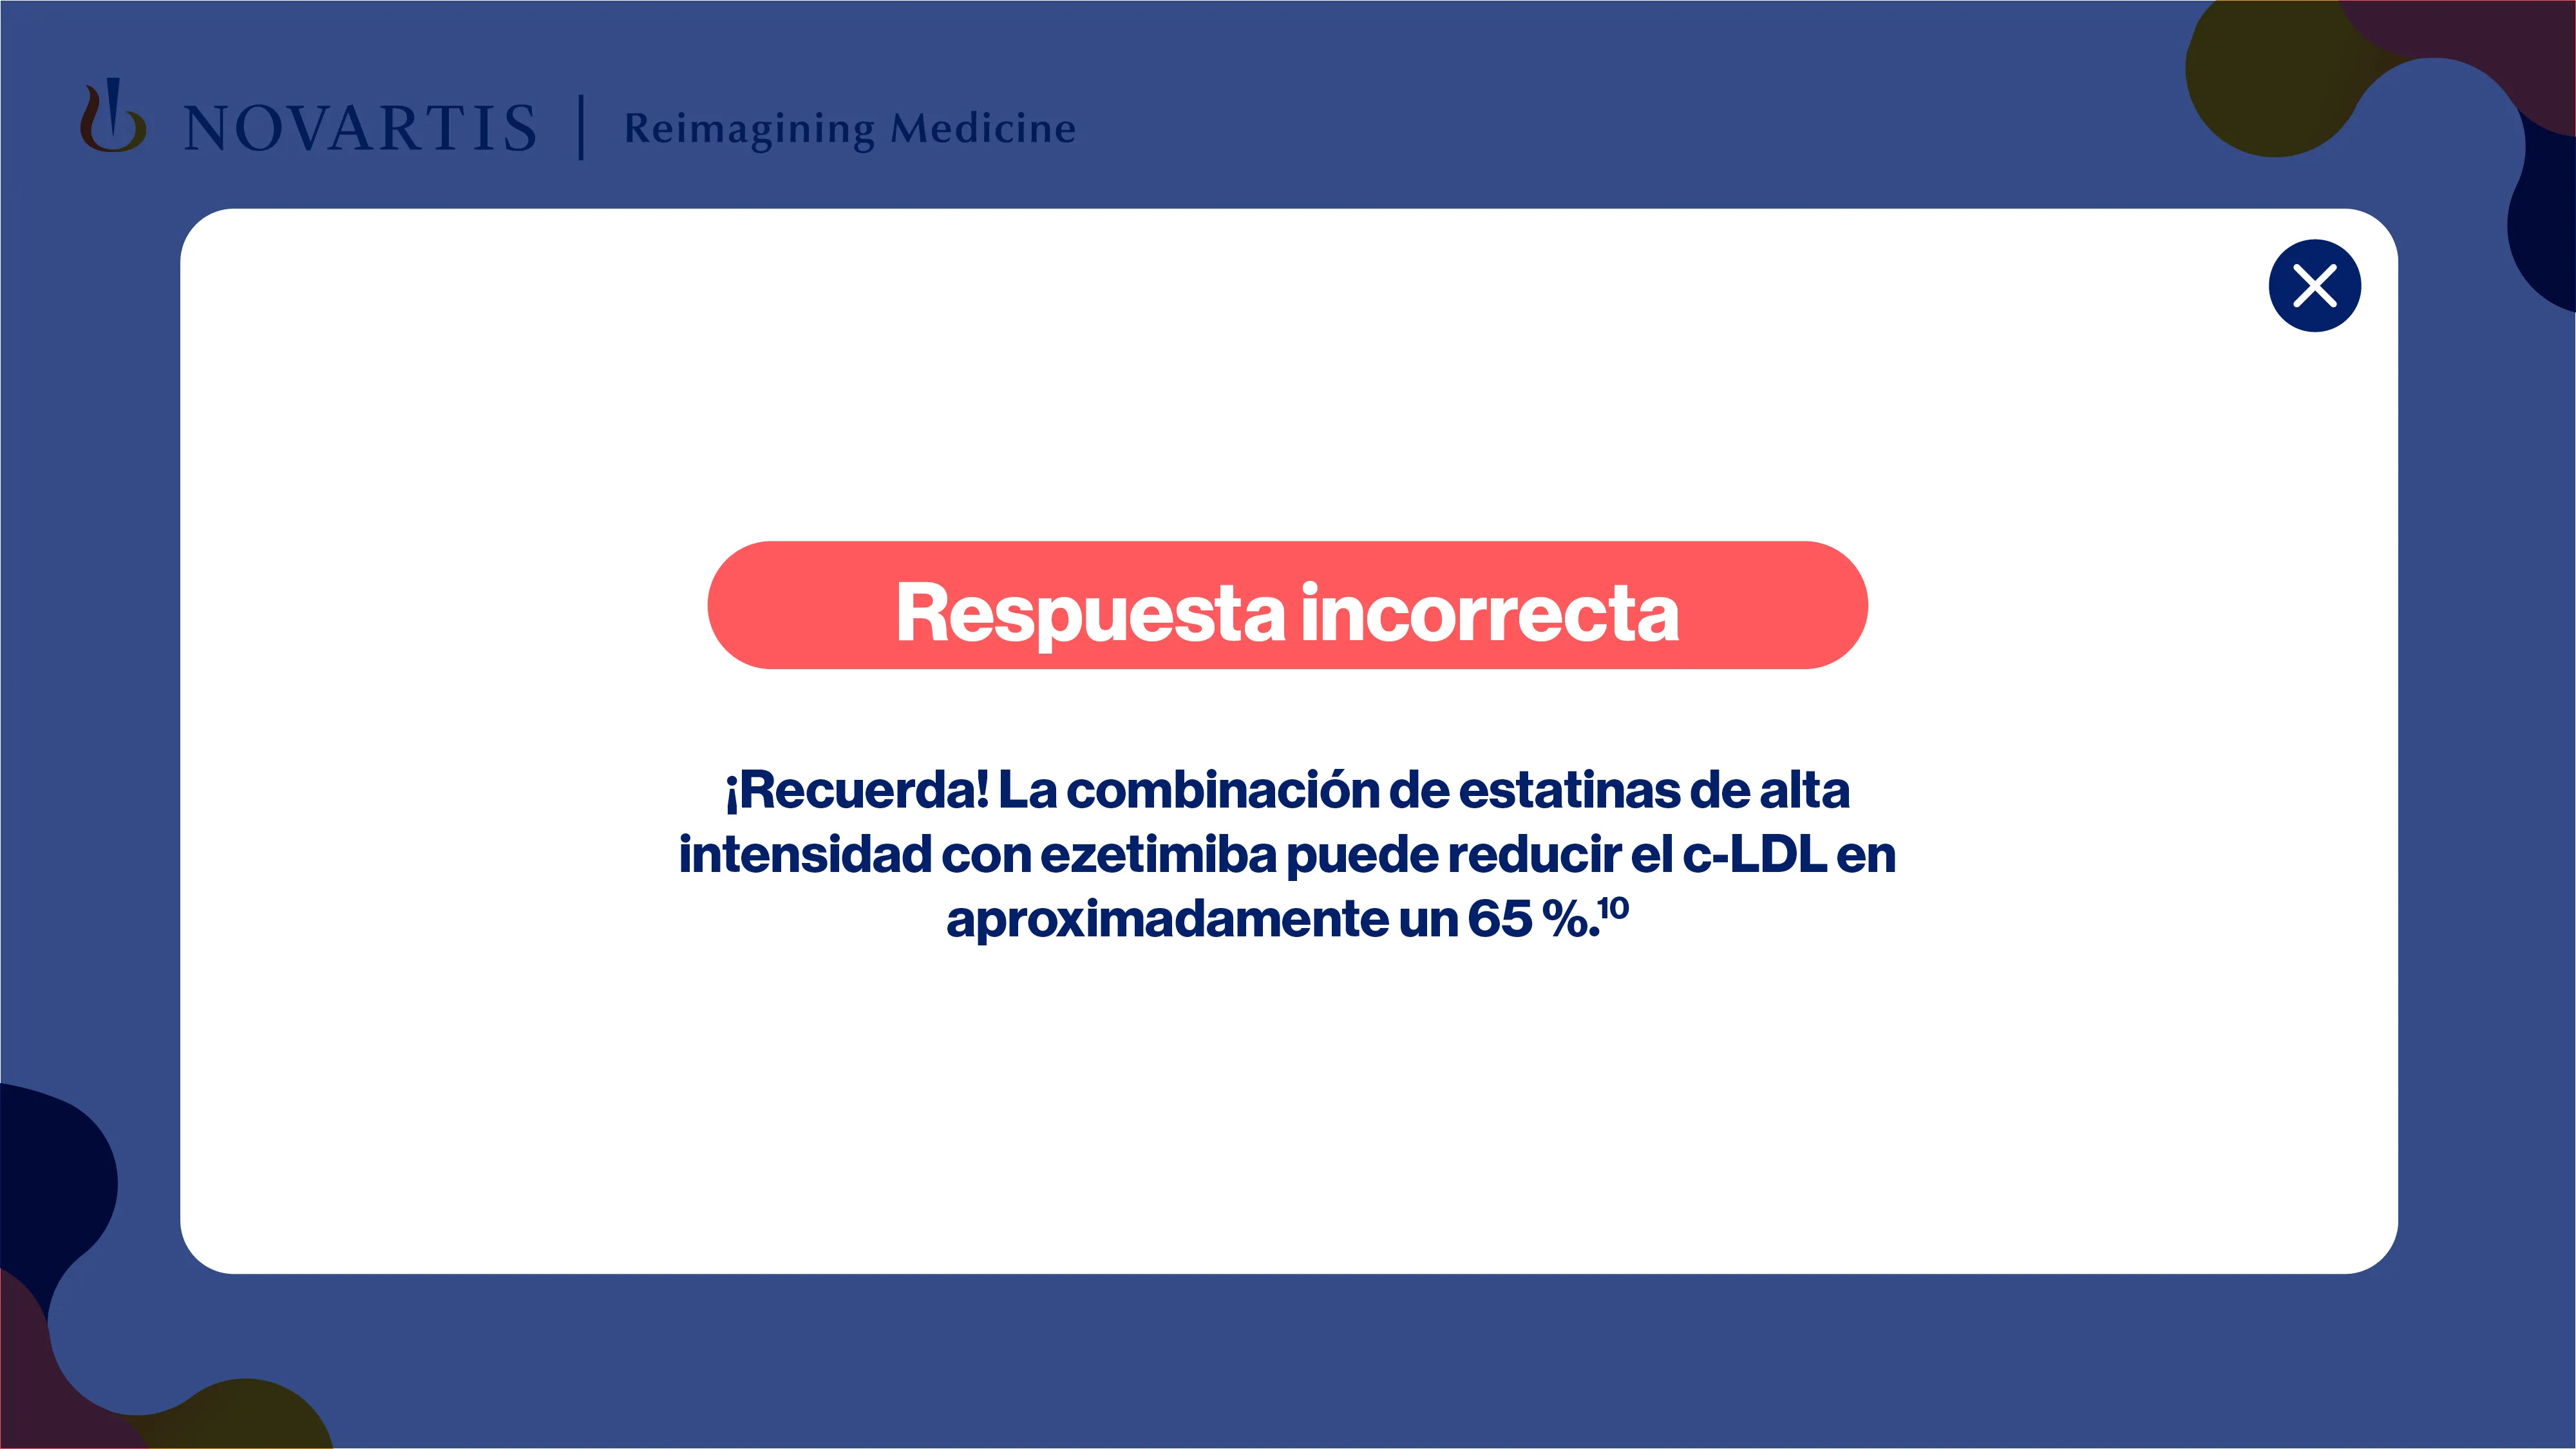 NOVARTIS | Reimagining Medicine
Respuesta incorrecta
¡Recuerda! La combinación de estatinas de alta
intensidad con ezetimiba puede reducir el c-LDL en
aproximadamente un 65 %.¹⁰